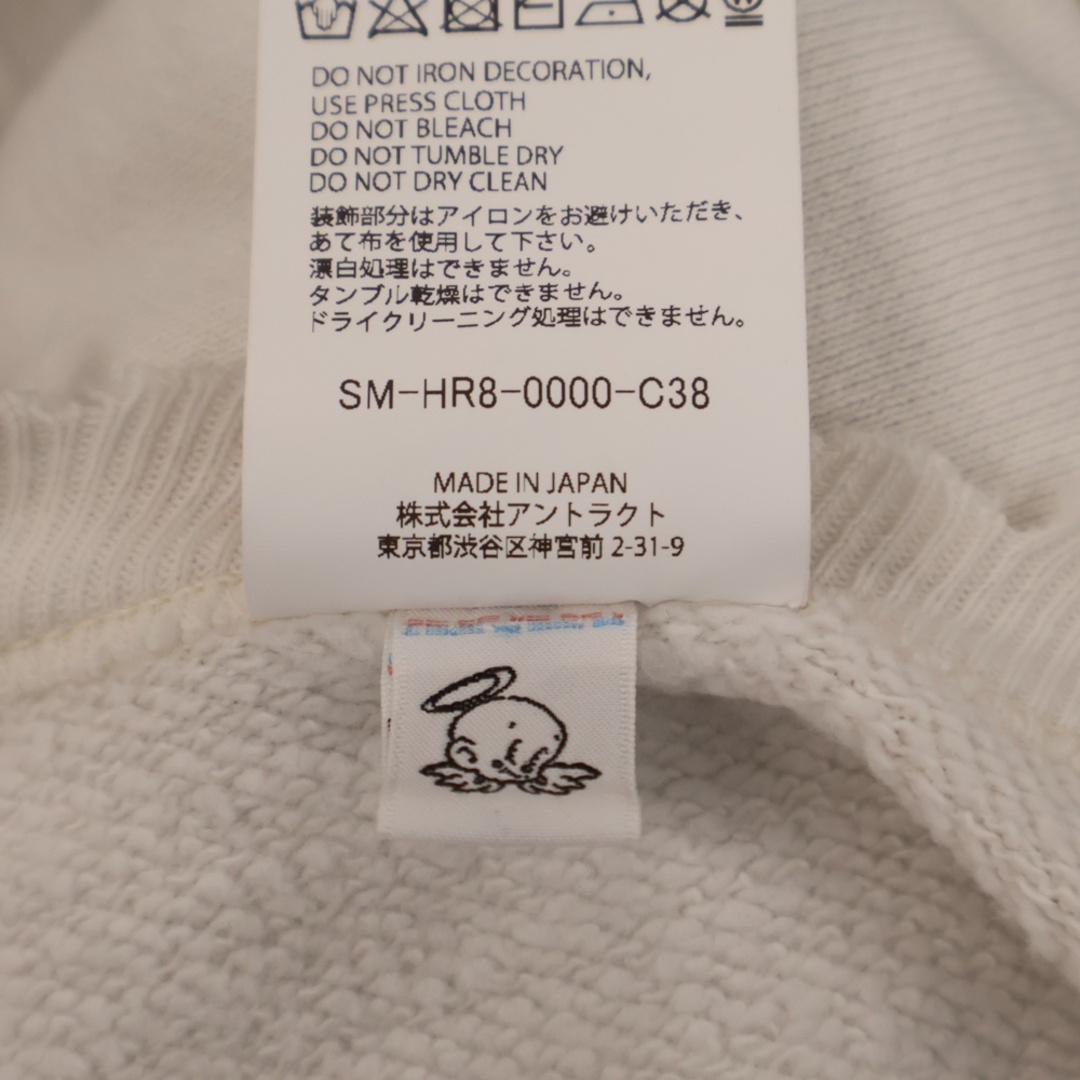 DO NOT IRON DECORATION,
USE PRESS CLOTH
DO NOT BLEACH
DO NOT TUMBLE DRY
DO NOT DRY CLEAN
装飾部分はアイロンをお避けいただき、
あて布を使用して下さい。
漂白処理はできません。
タンブル乾燥はできません。
ドライクリーニング処理はできません。
SM-HR8-0000-C38
MADE IN JAPAN
株式会社アントラクト
東京都渋谷区神宮前 2-31-9